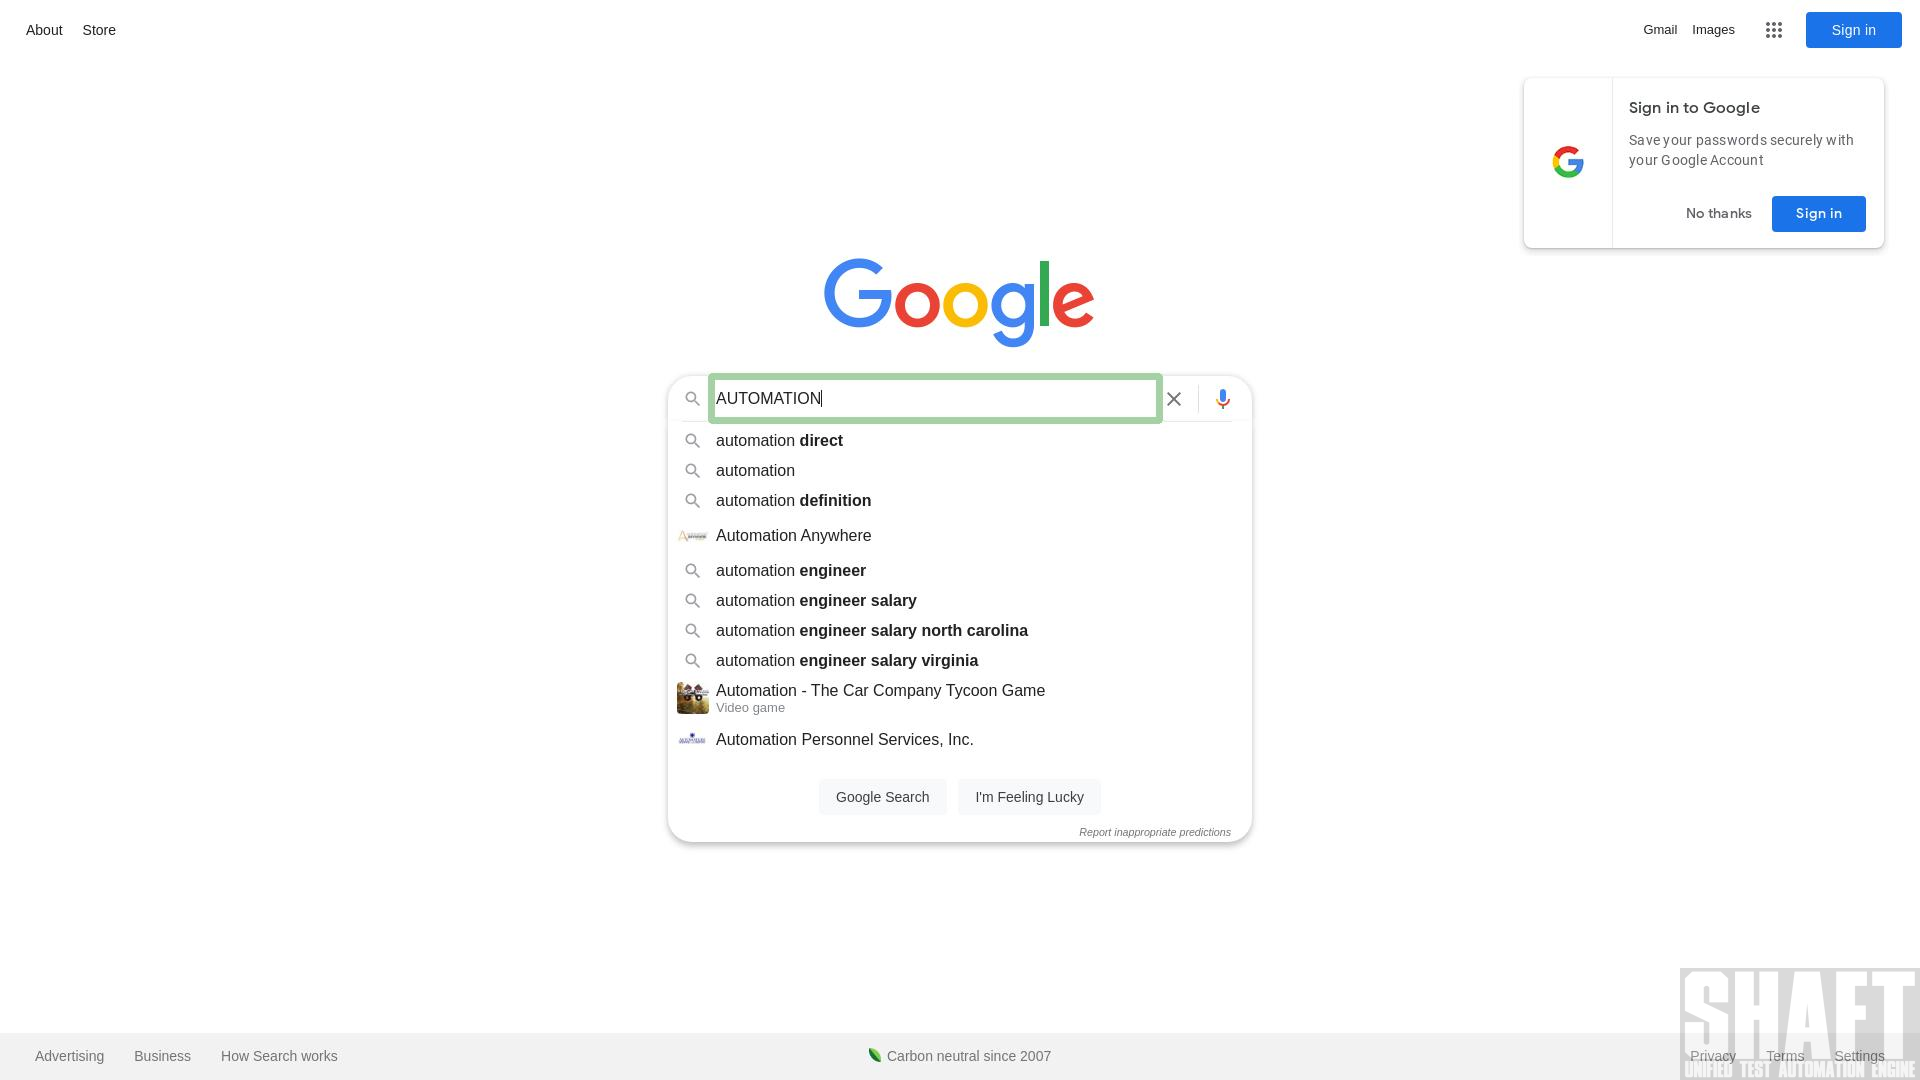 About Store
Gmail Images Sign in
Sign in to Google
Save your passwords securely with
your Google Account
No thanks Sign in
Google
AUTOMATION
automation direct
automation
automation definition
Automation Anywhere
automation engineer
automation engineer salary
automation engineer salary north carolina
automation engineer salary virginia
Automation - The Car Company Tycoon Game
Video game
Automation Personnel Services, Inc.
Google Search I'm Feeling Lucky
Report inappropriate predictions
SHAFT
Advertising Business How Search works Carbon neutral since 2007 Privacy Terms Settings
UNIFIED TEST AUTOMATION ENGINE